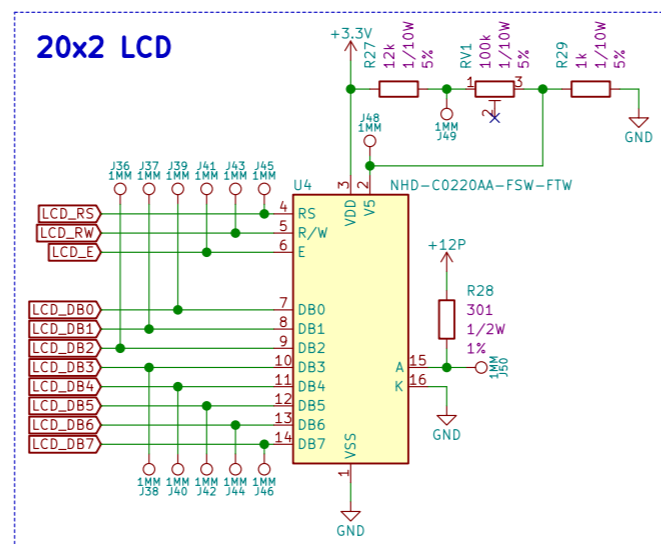 20x2 LCD
+3.3V
R27
12k
1/10W
5%
RV1
100k
1/10W
5%
R29
1k
1/10W
5%
1
3
2
J49
1MM
GND
J48
1MM
J36
1MM
J37
1MM
J39
1MM
J41
1MM
J43
1MM
J45
1MM
U4
NHD-C0220AA-FSW-FTW
3
2
VDD
V5
LCD_RS
4
RS
LCD_RW
5
R/W
LCD_E
6
E
+12P
R28
301
1/2W
1%
LCD_DB0
7
DB0
LCD_DB1
8
DB1
LCD_DB2
9
DB2
LCD_DB3
10
DB3
LCD_DB4
11
DB4
LCD_DB5
12
DB5
LCD_DB6
13
DB6
LCD_DB7
14
DB7
A
15
K
16
1MM
J50
GND
VSS
1
GND
1MM
J38
1MM
J40
1MM
J42
1MM
J44
1MM
J46